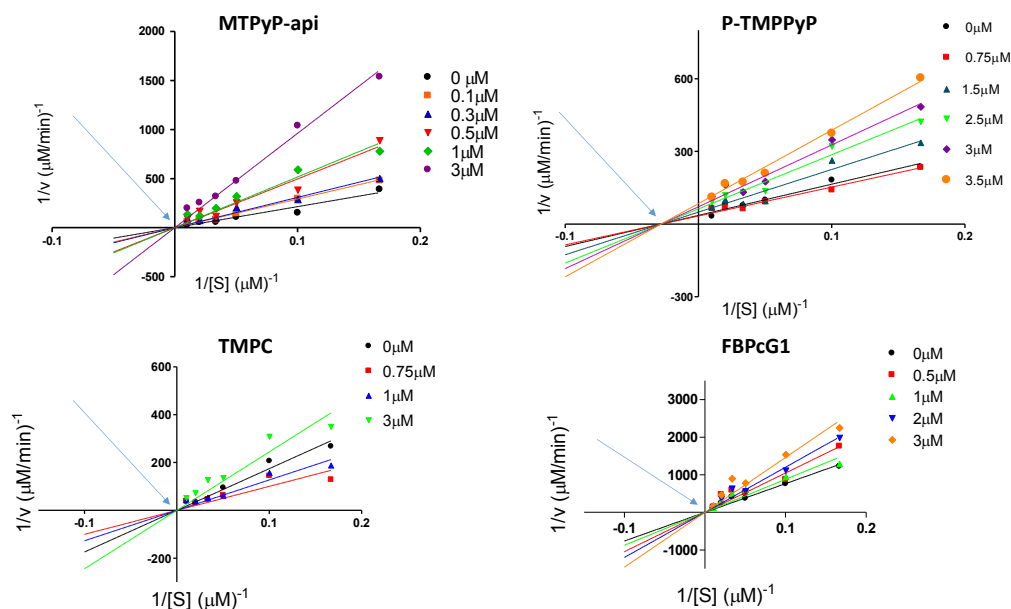 MTPyP-api
2000
1500
1000
500
-500
-0.1
0.1
0.2
1/v (μM/min)-1
1/[S] (μM)-1
0 μM
0.1μM
0.3μM
0.5μM
1μM
3μM
P-TMPPyP
600
300
-300
-0.1
0.1
0.2
1/v (μM/min)-1
1/[S] (μM)-1
0μM
0.75μM
1.5μM
2.5μM
3μM
3.5μM
TMPC
600
400
200
-200
-0.1
0.1
0.2
1/v (μM/min)-1
1/[S] (μM)-1
0μM
0.75μM
1μM
3μM
FBPcG1
3000
2000
1000
-1000
-0.1
0.1
0.2
1/v (μM/min)-1
1/[S] (μM)-1
0μM
0.5μM
1μM
2μM
3μM